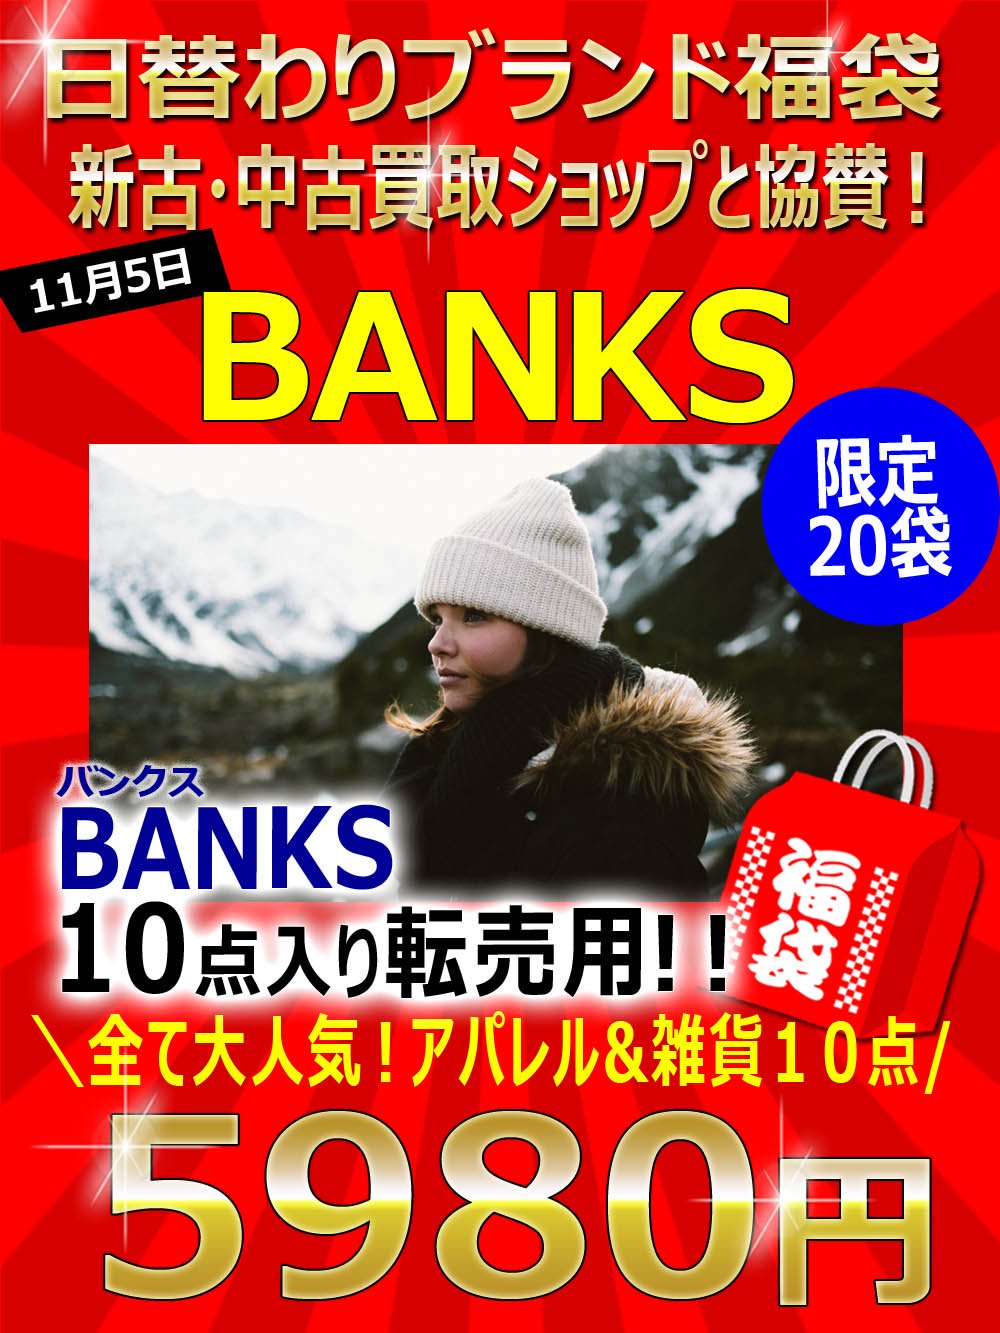 日替わりブランド福袋
新古・中古買取ショップと協賛！
11月5日
BANKS
限定
20袋
バンクス
BANKS
10点入り転売用！！
福袋
\全て大人気！アパレル&雑貨１０点/
5980円